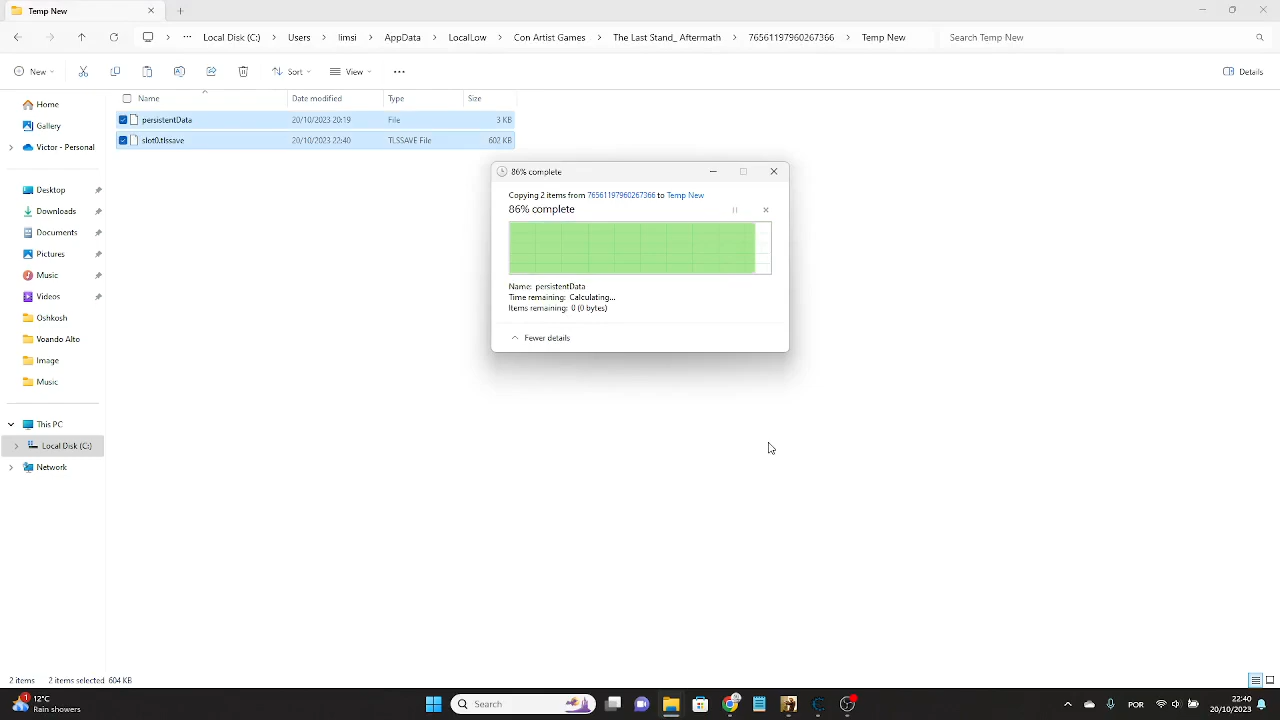 Temp New
Local Disk (C:) Users limsi AppData LocalLow Con Artist Games The Last Stand_ Aftermath 76561197960267366 Temp New Search Temp New
New Sort View Details
Name Date modified Type Size
Home
persistentData 20/10/2023 20:19 File 3 KB
Gallery
slot0.tlssave 20/10/2023 22:40 TLSSAVE File 602 KB
Victor - Personal
86% complete
Copying 2 items from 76561197960267366 to Temp New
86% complete
Name: persistentData
Time remaining: Calculating...
Items remaining: 0 (0 bytes)
Fewer details
Desktop
Downloads
Documents
Pictures
Music
Videos
Oshkosh
Voando Alto
Image
Music
This PC
Local Disk (C:)
Network
2 items 2 items selected 604 KB
1
12°C
Rain showers
Search
POR
22:40
20/10/2023